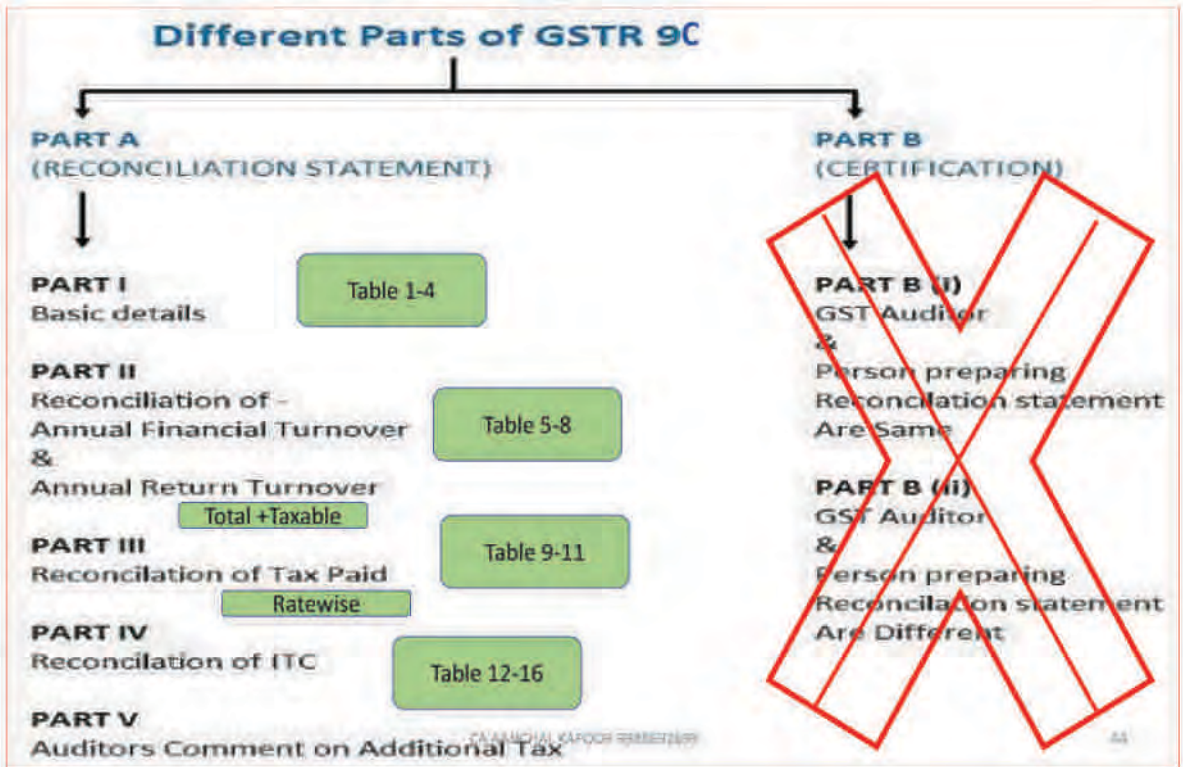 Different Parts of GSTR 9C
PART A
(RECONCILIATION STATEMENT)
PART I
Basic details
Table 1-4
PART II
Reconciliation of -
Annual Financial Turnover
&
Annual Return Turnover
Table 5-8
Total +Taxable
PART III
Reconcilation of Tax Paid
Table 9-11
Ratewise
PART IV
Reconcilation of ITC
Table 12-16
PART V
Auditors Comment on Additional Tax
PART B
(CERTIFICATION)
PART B (i)
GST Auditor
&
Person preparing
Reconcilation statement
Are Same
PART B (ii)
GST Auditor
&
Person preparing
Reconcilation statement
Are Different
KAPOOR
44